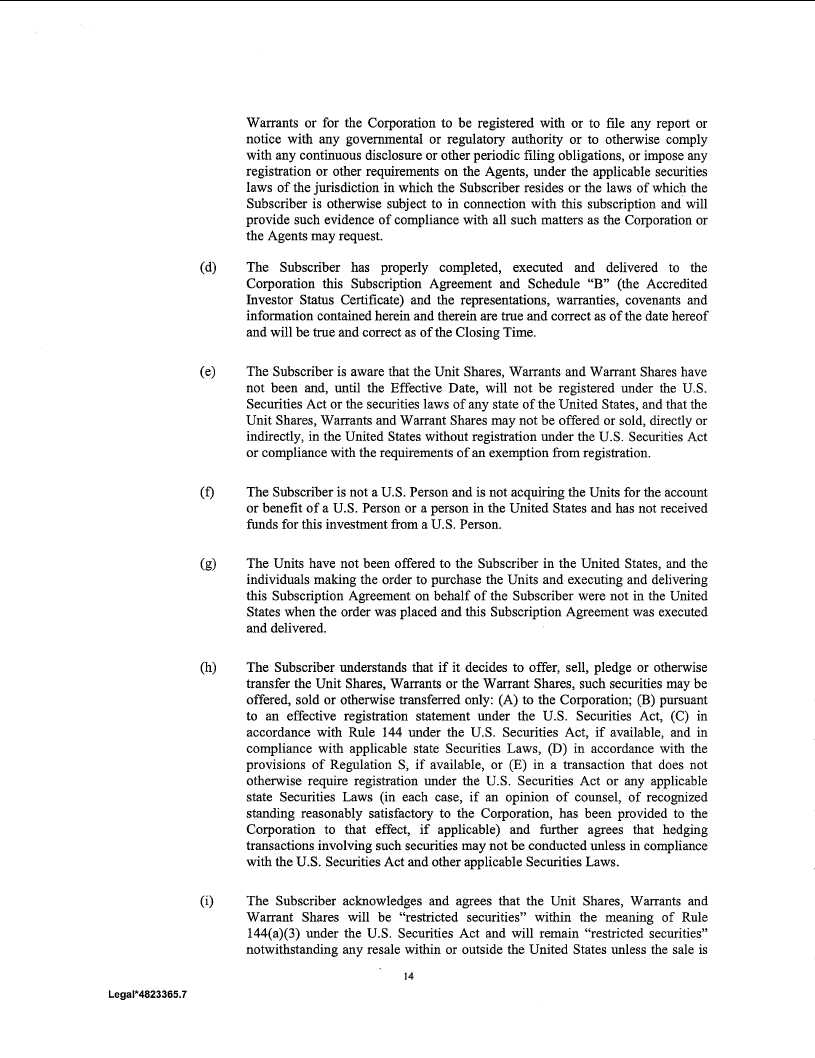 Warrants or for the Corporation to be registered with or to file any report or
notice with any governmental or regulatory authority or to otherwise comply
with any continuous disclosure or other periodic filing obligations, or impose any
registration or other requirements on the Agents, under the applicable securities
laws of the jurisdiction in which the Subscriber resides or the laws of which the
Subscriber is otherwise subject to in connection with this subscription and will
provide such evidence of compliance with all such matters as the Corporation or
the Agents may request.
(d) The Subscriber has properly completed, executed and delivered to the
Corporation this Subscription Agreement and Schedule “B” (the Accredited
Investor Status Certificate) and the representations, warranties, covenants and
information contained herein and therein are true and correct as of the date hereof
and will be true and correct as of the Closing Time.
(e) The Subscriber is aware that the Unit Shares, Warrants and Warrant Shares have
not been and, until the Effective Date, will not be registered under the U.S.
Securities Act or the securities laws of any state of the United States, and that the
Unit Shares, Warrants and Warrant Shares may not be offered or sold, directly or
indirectly, in the United States without registration under the U.S. Securities Act
or compliance with the requirements of an exemption from registration.
(f) The Subscriber is not a U.S. Person and is not acquiring the Units for the account
or benefit of a U.S. Person or a person in the United States and has not received
funds for this investment from a U.S. Person.
(g) The Units have not been offered to the Subscriber in the United States, and the
individuals making the order to purchase the Units and executing and delivering
this Subscription Agreement on behalf of the Subscriber were not in the United
States when the order was placed and this Subscription Agreement was executed
and delivered.
(h) The Subscriber understands that if it decides to offer, sell, pledge or otherwise
transfer the Unit Shares, Warrants or the Warrant Shares, such securities may be
offered, sold or otherwise transferred only: (A) to the Corporation; (B) pursuant
to an effective registration statement under the U.S. Securities Act, (C) in
accordance with Rule 144 under the U.S. Securities Act, if available, and in
compliance with applicable state Securities Laws, (D) in accordance with the
provisions of Regulation S, if available, or (E) in a transaction that does not
otherwise require registration under the U.S. Securities Act or any applicable
state Securities Laws (in each case, if an opinion of counsel, of recognized
standing reasonably satisfactory to the Corporation, has been provided to the
Corporation to that effect, if applicable) and further agrees that hedging
transactions involving such securities may not be conducted unless in compliance
with the U.S. Securities Act and other applicable Securities Laws.
(i) The Subscriber acknowledges and agrees that the Unit Shares, Warrants and
Warrant Shares will be “restricted securities” within the meaning of Rule
144(a)(3) under the U.S. Securities Act and will remain “restricted securities”
notwithstanding any resale within or outside the United States unless the sale is
14
Legal*4823365.7